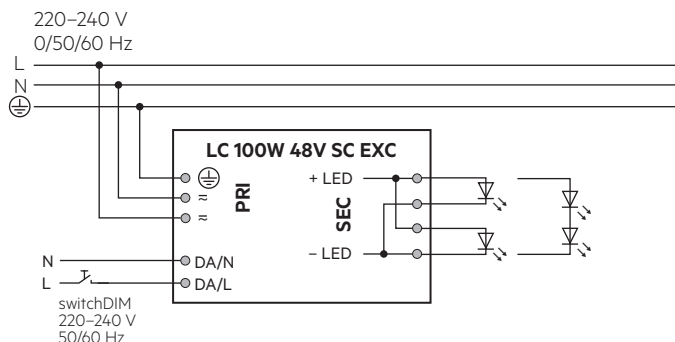 220–240 V
0/50/60 Hz
L
N
LC 100W 48V SC EXC
PRI
≈
≈
+ LED
SEC
– LED
N
DA/N
L
DA/L
switchDIM
220–240 V
50/60 Hz